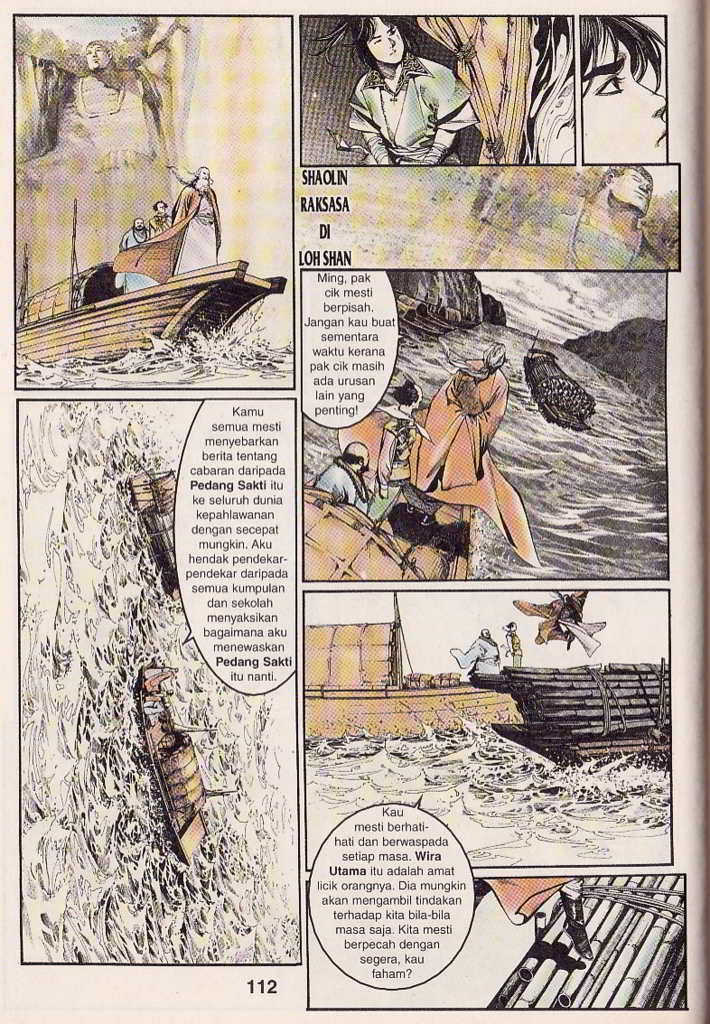 SHAOLIN
RAKSASA
DI
LOH SHAN
Ming, pak
cik mesti
berpisah.
Jangan kau buat
sementara
waktu kerana
pak cik masih
ada urusan
lain yang
penting!
Kamu
semua mesti
menyebarkan
berita tentang
cabaran daripada
Pedang Sakti itu
ke seluruh dunia
kepahlawanan
dengan secepat
mungkin. Aku
hendak pendekar-
pendekar daripada
semua kumpulan
dan sekolah
menyaksikan
bagaimana aku
menewaskan
Pedang Sakti
itu nanti.
Kau
mesti berhati-
hati dan berwaspada
setiap masa. Wira
Utama itu adalah amat
licik orangnya. Dia mungkin
akan mengambil tindakan
terhadap kita bila-bila
masa saja. Kita mesti
berpecah dengan
segera, kau
faham?
112